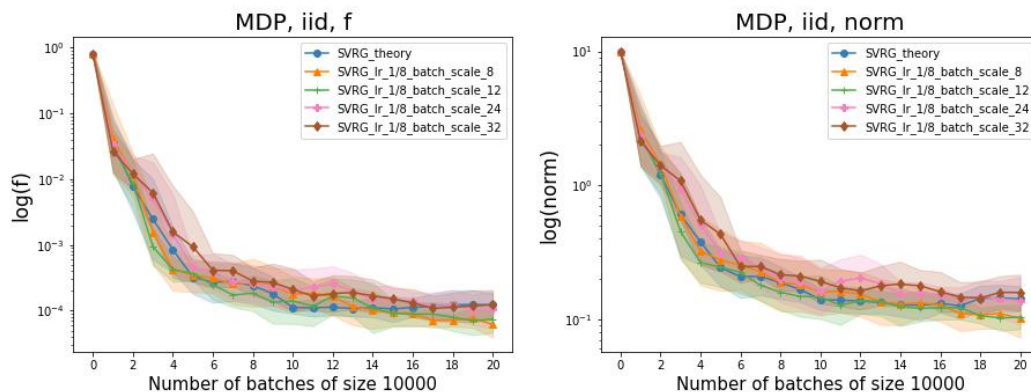 MDP, iid, f
log(f)
10⁰
10⁻¹
10⁻²
10⁻³
10⁻⁴
SVRG_theory
SVRG_lr_1/8_batch_scale_8
SVRG_lr_1/8_batch_scale_12
SVRG_lr_1/8_batch_scale_24
SVRG_lr_1/8_batch_scale_32
0 2 4 6 8 10 12 14 16 18 20
Number of batches of size 10000
MDP, iid, norm
log(norm)
10¹
10⁰
10⁻¹
SVRG_theory
SVRG_lr_1/8_batch_scale_8
SVRG_lr_1/8_batch_scale_12
SVRG_lr_1/8_batch_scale_24
SVRG_lr_1/8_batch_scale_32
0 2 4 6 8 10 12 14 16 18 20
Number of batches of size 10000